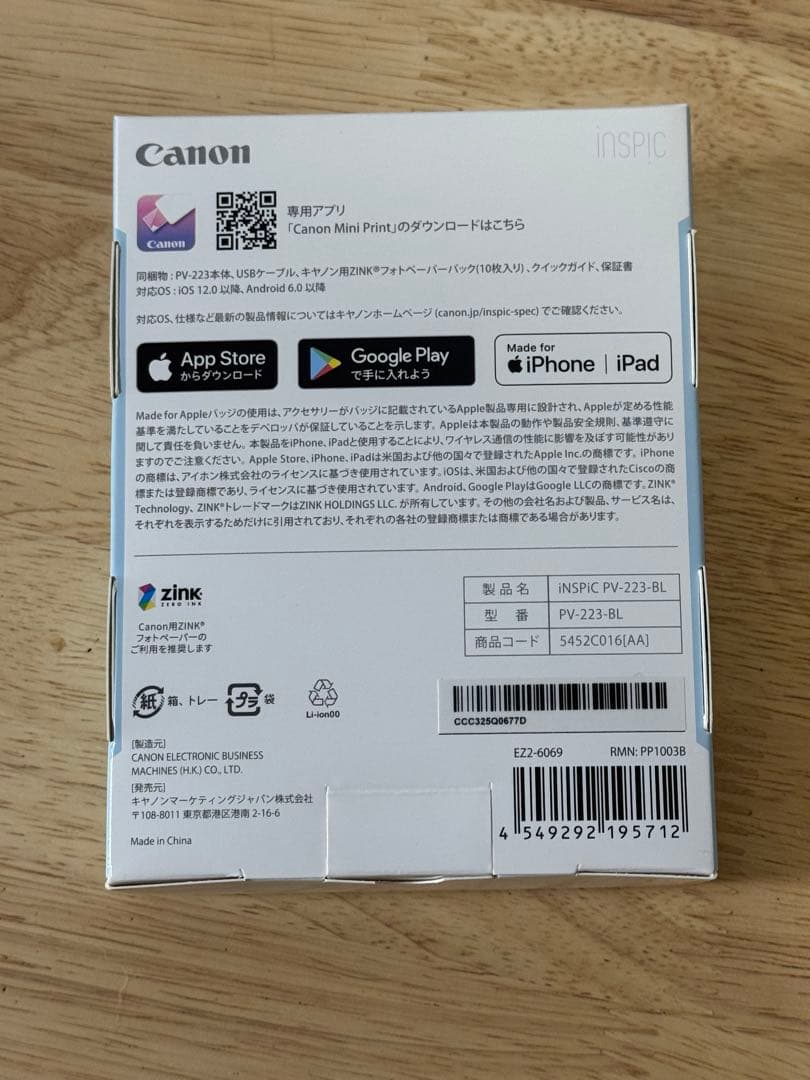 Canon
iNSPiC
Canon
専用アプリ
「Canon Mini Print」のダウンロードはこちら
同梱物 : PV-223本体、USBケーブル、キヤノン用ZINK®フォトペーパーパック(10枚入り)、クイックガイド、保証書
対応OS : iOS 12.0 以降、Android 6.0 以降
対応OS、仕様など最新の製品情報についてはキヤノンホームページ (canon.jp/inspic-spec) でご確認ください。
App Store
からダウンロード
Google Play
で手に入れよう
Made for
iPhone | iPad
Made for Appleバッジの使用は、アクセサリーがバッジに記載されているApple製品専用に設計され、Appleが定める性能
基準を満たしていることをデベロッパが保証していることを示します。Appleは本製品の動作や製品安全規則、基準遵守に
関して責任を負いません。本製品をiPhone、iPadと使用することにより、ワイヤレス通信の性能に影響を及ぼす可能性があり
ますのでご注意ください。Apple Store、iPhone、iPadは米国および他の国々で登録されたApple Inc.の商標です。iPhone
の商標は、アイホン株式会社のライセンスに基づき使用されています。iOSは、米国および他の国々で登録されたCiscoの商
標または登録商標であり、ライセンスに基づき使用されています。Android、Google PlayはGoogle LLCの商標です。ZINK®
Technology、ZINK®トレードマークはZINK HOLDINGS LLC. が所有しています。その他の会社名および製品、サービス名は、
それぞれを表示するためだけに引用されており、それぞれの各社の登録商標または商標である場合があります。
ZINK
ZERO INK
Canon用ZINK®
フォトペーパーの
ご利用を推奨します
製品名 iNSPiC PV-223-BL
型番 PV-223-BL
商品コード 5452C016[AA]
紙 箱、トレー
プラ 袋
Li-ion00
CCC325Q0677D
[製造元]
CANON ELECTRONIC BUSINESS
MACHINES (H.K.) CO., LTD.
[発売元]
キヤノンマーケティングジャパン株式会社
〒108-8011 東京都港区港南 2-16-6
Made in China
EZ2-6069 RMN: PP1003B
4 549292 195712